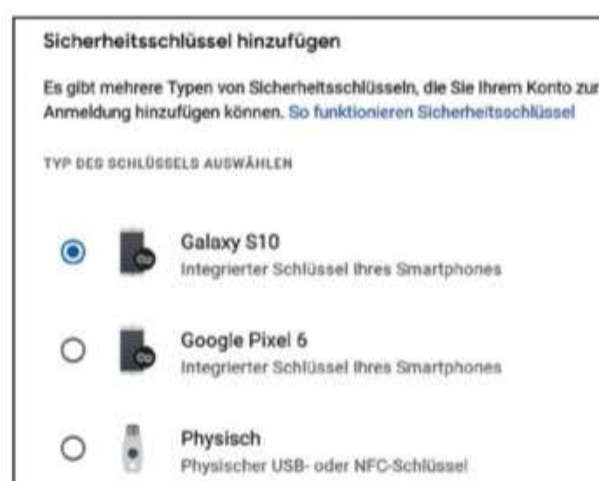 Sicherheitsschlüssel hinzufügen
Es gibt mehrere Typen von Sicherheitsschlüsseln, die Sie Ihrem Konto zur
Anmeldung hinzufügen können. So funktionieren Sicherheitsschlüssel
TYP DES SCHLÜSSELS AUSWÄHLEN
Galaxy S10
Integrierter Schlüssel Ihres Smartphones
Google Pixel 6
Integrierter Schlüssel Ihres Smartphones
Physisch
Physischer USB- oder NFC-Schlüssel